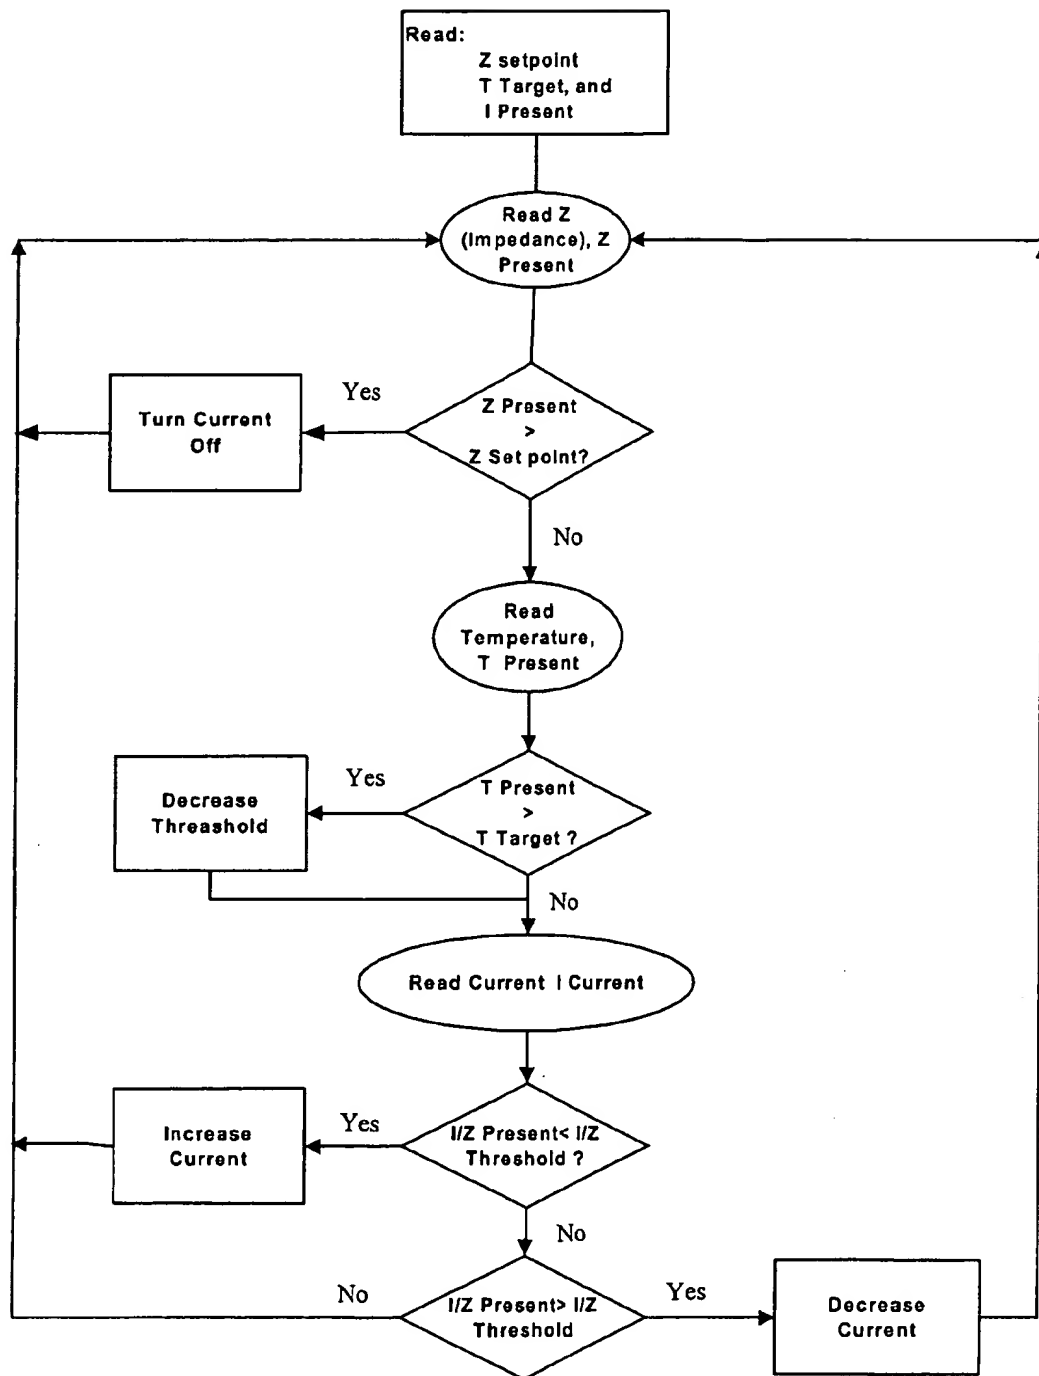 Read:
Z setpoint
T Target, and
I Present
Read Z
(Impedance), Z
Present
Yes
Z Present
>
Z Set point?
Turn Current
Off
No
Read
Temperature,
T Present
Yes
T Present
>
T Target ?
Decrease
Threashold
No
Read Current I Current
Yes
I/Z Present< I/Z
Threshold ?
Increase
Current
No
No
I/Z Present> I/Z
Threshold
Yes
Decrease
Current